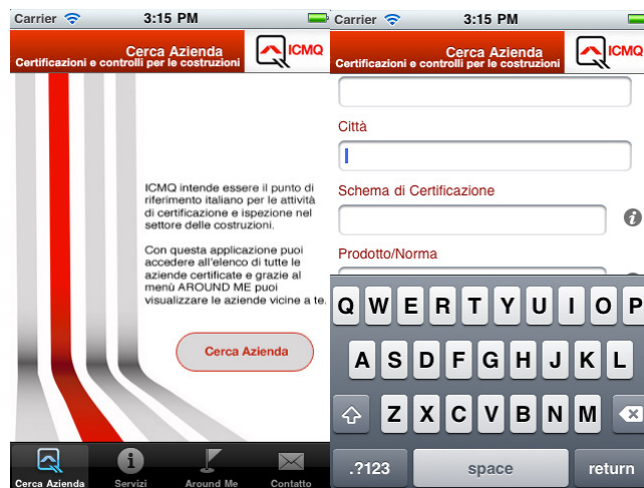 Carrier 3:15 PM
Cerca Azienda
Certificazioni e controlli per le costruzioni
ICMQ
ICMQ intende essere il punto di
riferimento italiano per le attività
di certificazione e ispezione nel
settore delle costruzioni.
Con questa applicazione puoi
accedere all'elenco di tutte le
aziende certificate e grazie al
menù AROUND ME puoi
visualizzare le aziende vicine a te.
Cerca Azienda
Cerca Azienda Servizi Around Me Contatto
Carrier 3:15 PM
Cerca Azienda
Certificazioni e controlli per le costruzioni
ICMQ
Città
Schema di Certificazione
Prodotto/Norma
Q W E R T Y U I O P
A S D F G H J K L
Z X C V B N M
.?123 space return